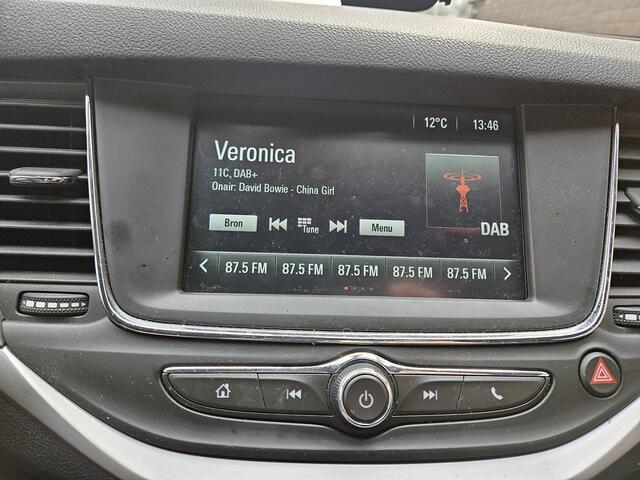 12°C 13:46
Veronica
11C, DAB+
Onair: David Bowie - China Girl
Bron Tune Menu
DAB
87.5 FM 87.5 FM 87.5 FM 87.5 FM 87.5 FM